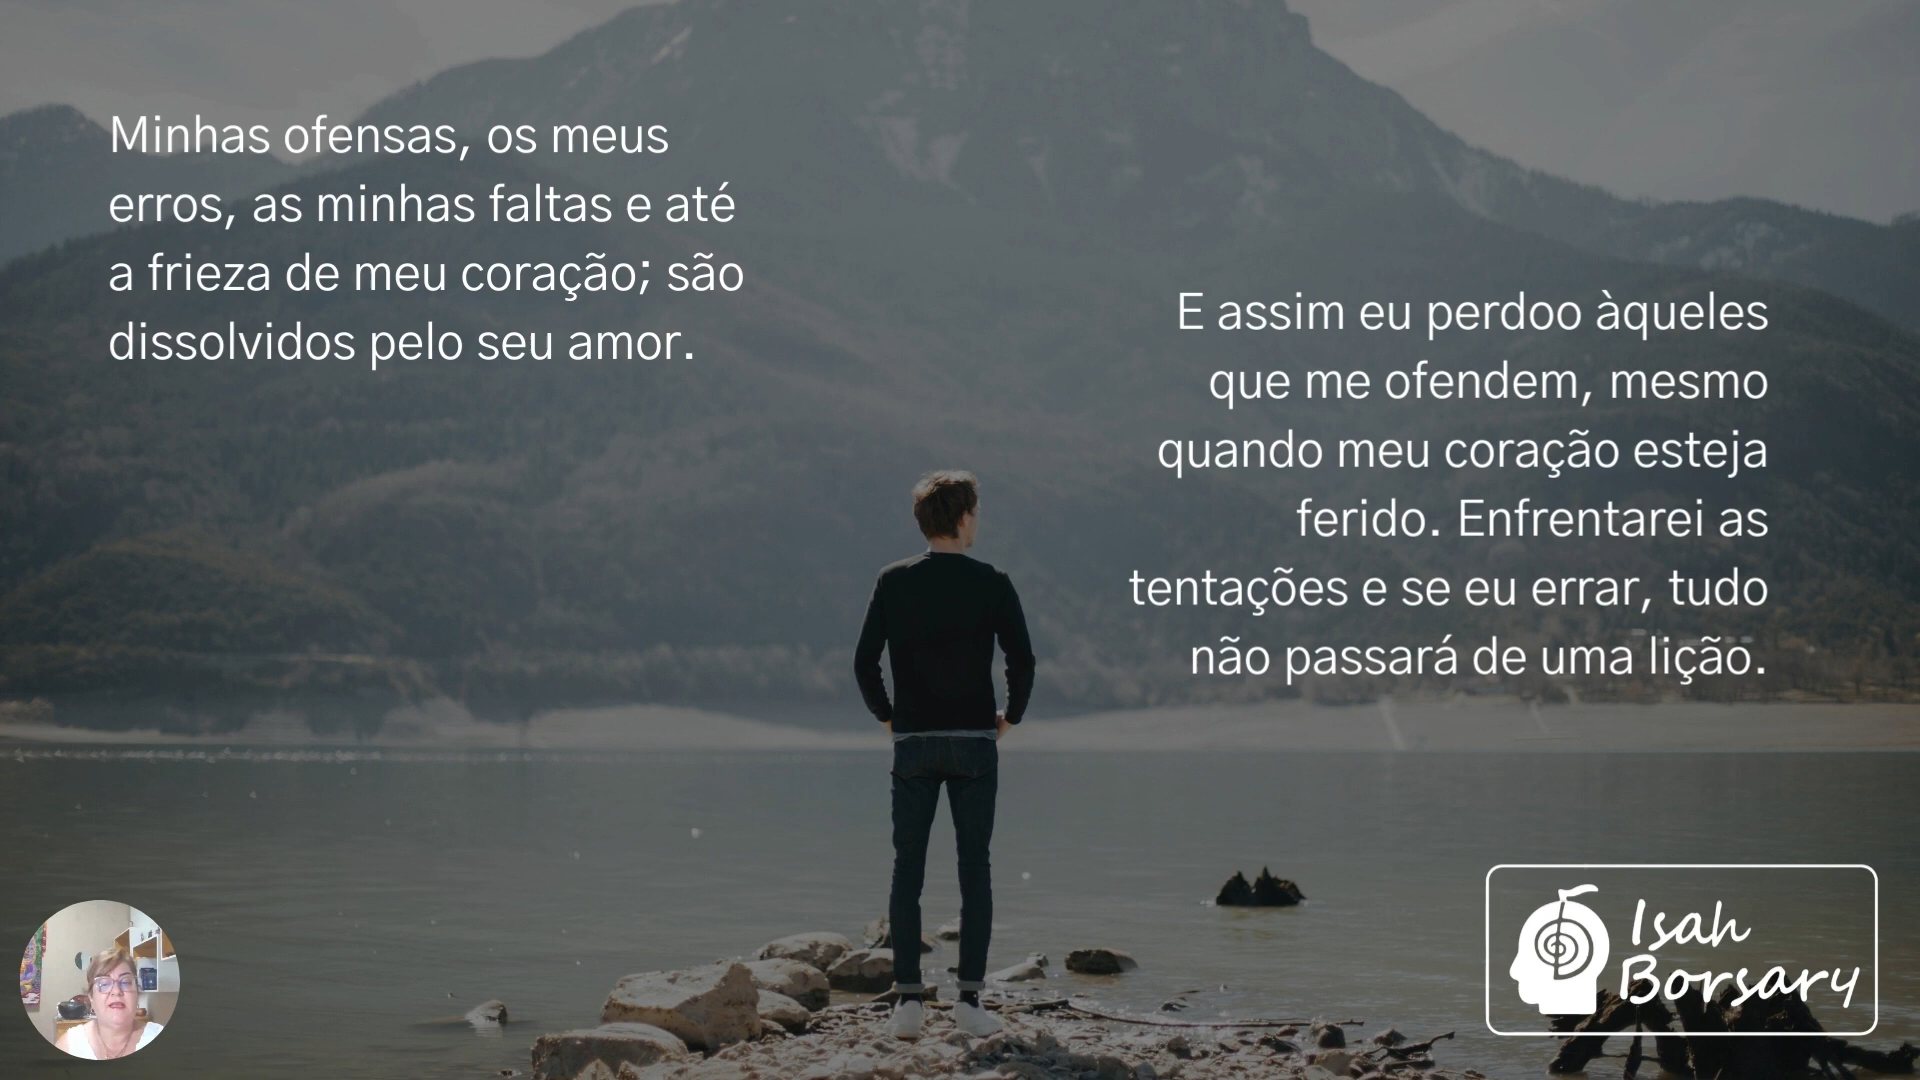 Minhas ofensas, os meus
erros, as minhas faltas e até
a frieza de meu coração; são
dissolvidos pelo seu amor.
E assim eu perdoo àqueles
que me ofendem, mesmo
quando meu coração esteja
ferido. Enfrentarei as
tentações e se eu errar, tudo
não passará de uma lição.
Isah
Borsary